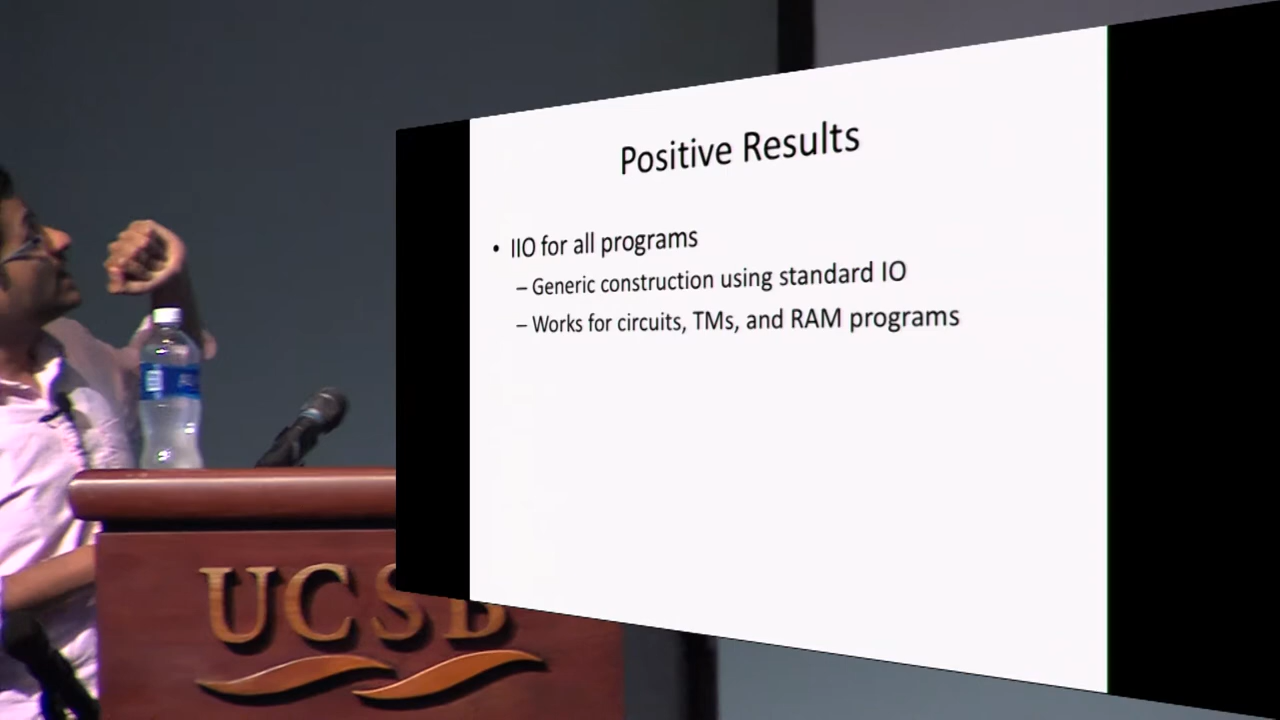 Positive Results
• IIO for all programs
– Generic construction using standard IO
– Works for circuits, TMs, and RAM programs
UCSB